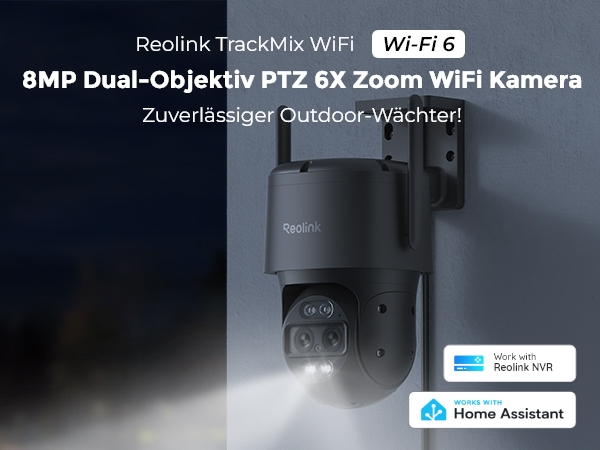 Reolink TrackMix WiFi Wi-Fi 6
8MP Dual-Objektiv PTZ 6X Zoom WiFi Kamera
Zuverlässiger Outdoor-Wächter!
Reolink
Work with
Reolink NVR
WORKS WITH
Home Assistant